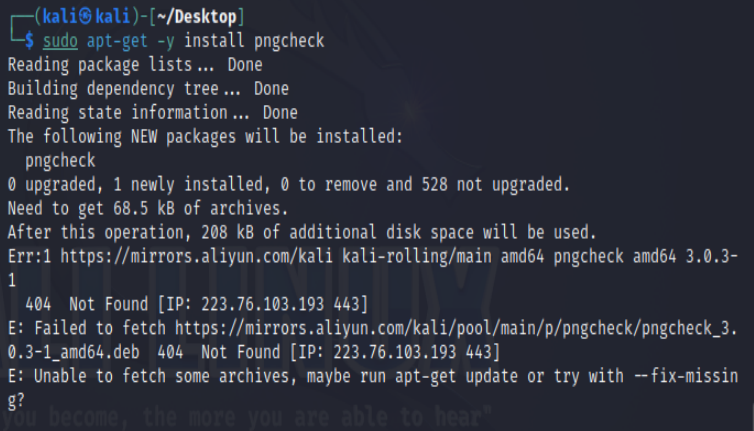 ┌──(kali㉿kali)-[~/Desktop]
└─$ sudo apt-get -y install pngcheck
Reading package lists... Done
Building dependency tree... Done
Reading state information... Done
The following NEW packages will be installed:
  pngcheck
0 upgraded, 1 newly installed, 0 to remove and 528 not upgraded.
Need to get 68.5 kB of archives.
After this operation, 208 kB of additional disk space will be used.
Err:1 https://mirrors.aliyun.com/kali kali-rolling/main amd64 pngcheck amd64 3.0.3-
1
  404  Not Found [IP: 223.76.103.193 443]
E: Failed to fetch https://mirrors.aliyun.com/kali/pool/main/p/pngcheck/pngcheck_3.
0.3-1_amd64.deb  404  Not Found [IP: 223.76.103.193 443]
E: Unable to fetch some archives, maybe run apt-get update or try with --fix-missin
g?
you become, the more you are able to hear"